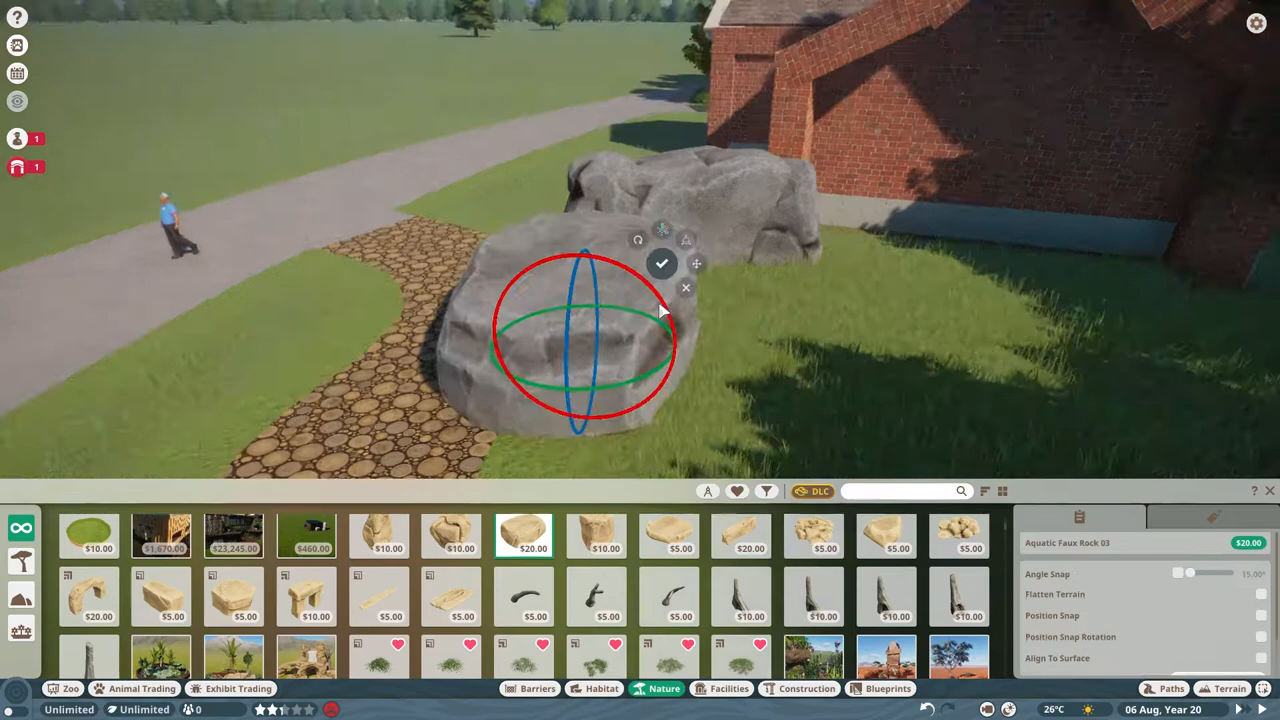 ?
1
1
DLC
? ✕
$10.00 $1,670.00 $23,245.00 $460.00 $10.00 $10.00 $20.00 $10.00 $5.00 $20.00 $5.00 $5.00 $5.00
Aquatic Faux Rock 03 $20.00
Angle Snap 15.00°
$20.00 $5.00 $5.00 $10.00 $5.00 $5.00 $5.00 $5.00 $5.00 $10.00 $10.00 $10.00 $10.00
Flatten Terrain
Position Snap
Position Snap Rotation
Align To Surface
Zoo Animal Trading Exhibit Trading Barriers Habitat Nature Facilities Construction Blueprints Paths Terrain
Unlimited Unlimited 0 26°C 06 Aug, Year 20